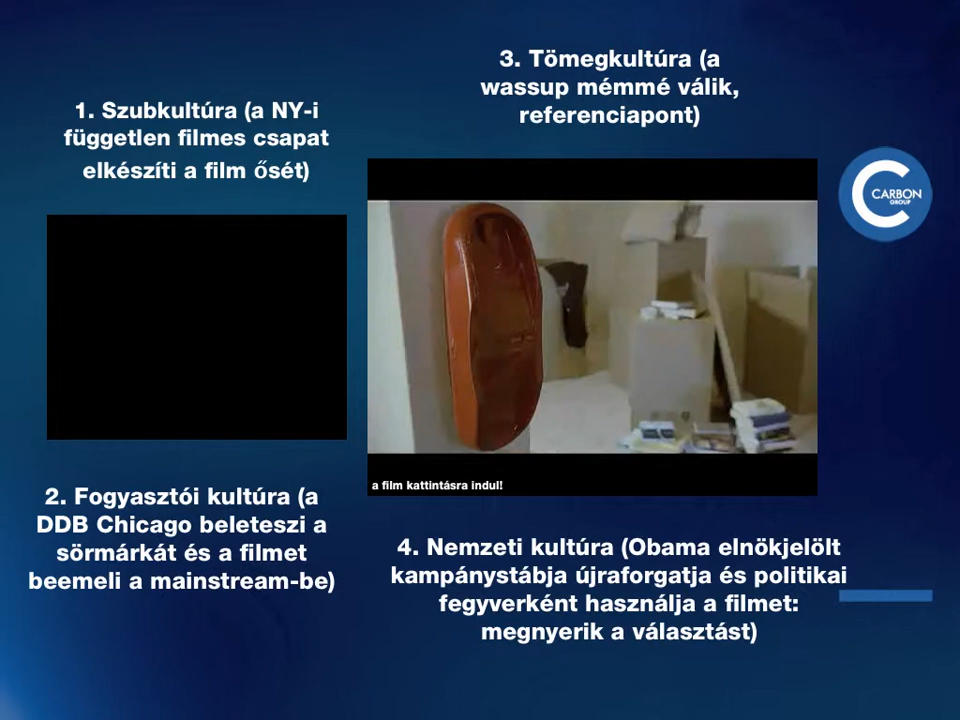 1. Szubkultúra (a NY-i
független filmes csapat
elkészíti a film ősét)
2. Fogyasztói kultúra (a
DDB Chicago beleteszi a
sörmárkát és a filmet
beemeli a mainstream-be)
3. Tömegkultúra (a
wassup mémmé válik,
referenciapont)
a film kattintásra indul!
4. Nemzeti kultúra (Obama elnökjelölt
kampánystábja újraforgatja és politikai
fegyverként használja a filmet:
megnyerik a választást)
CARBON
GROUP